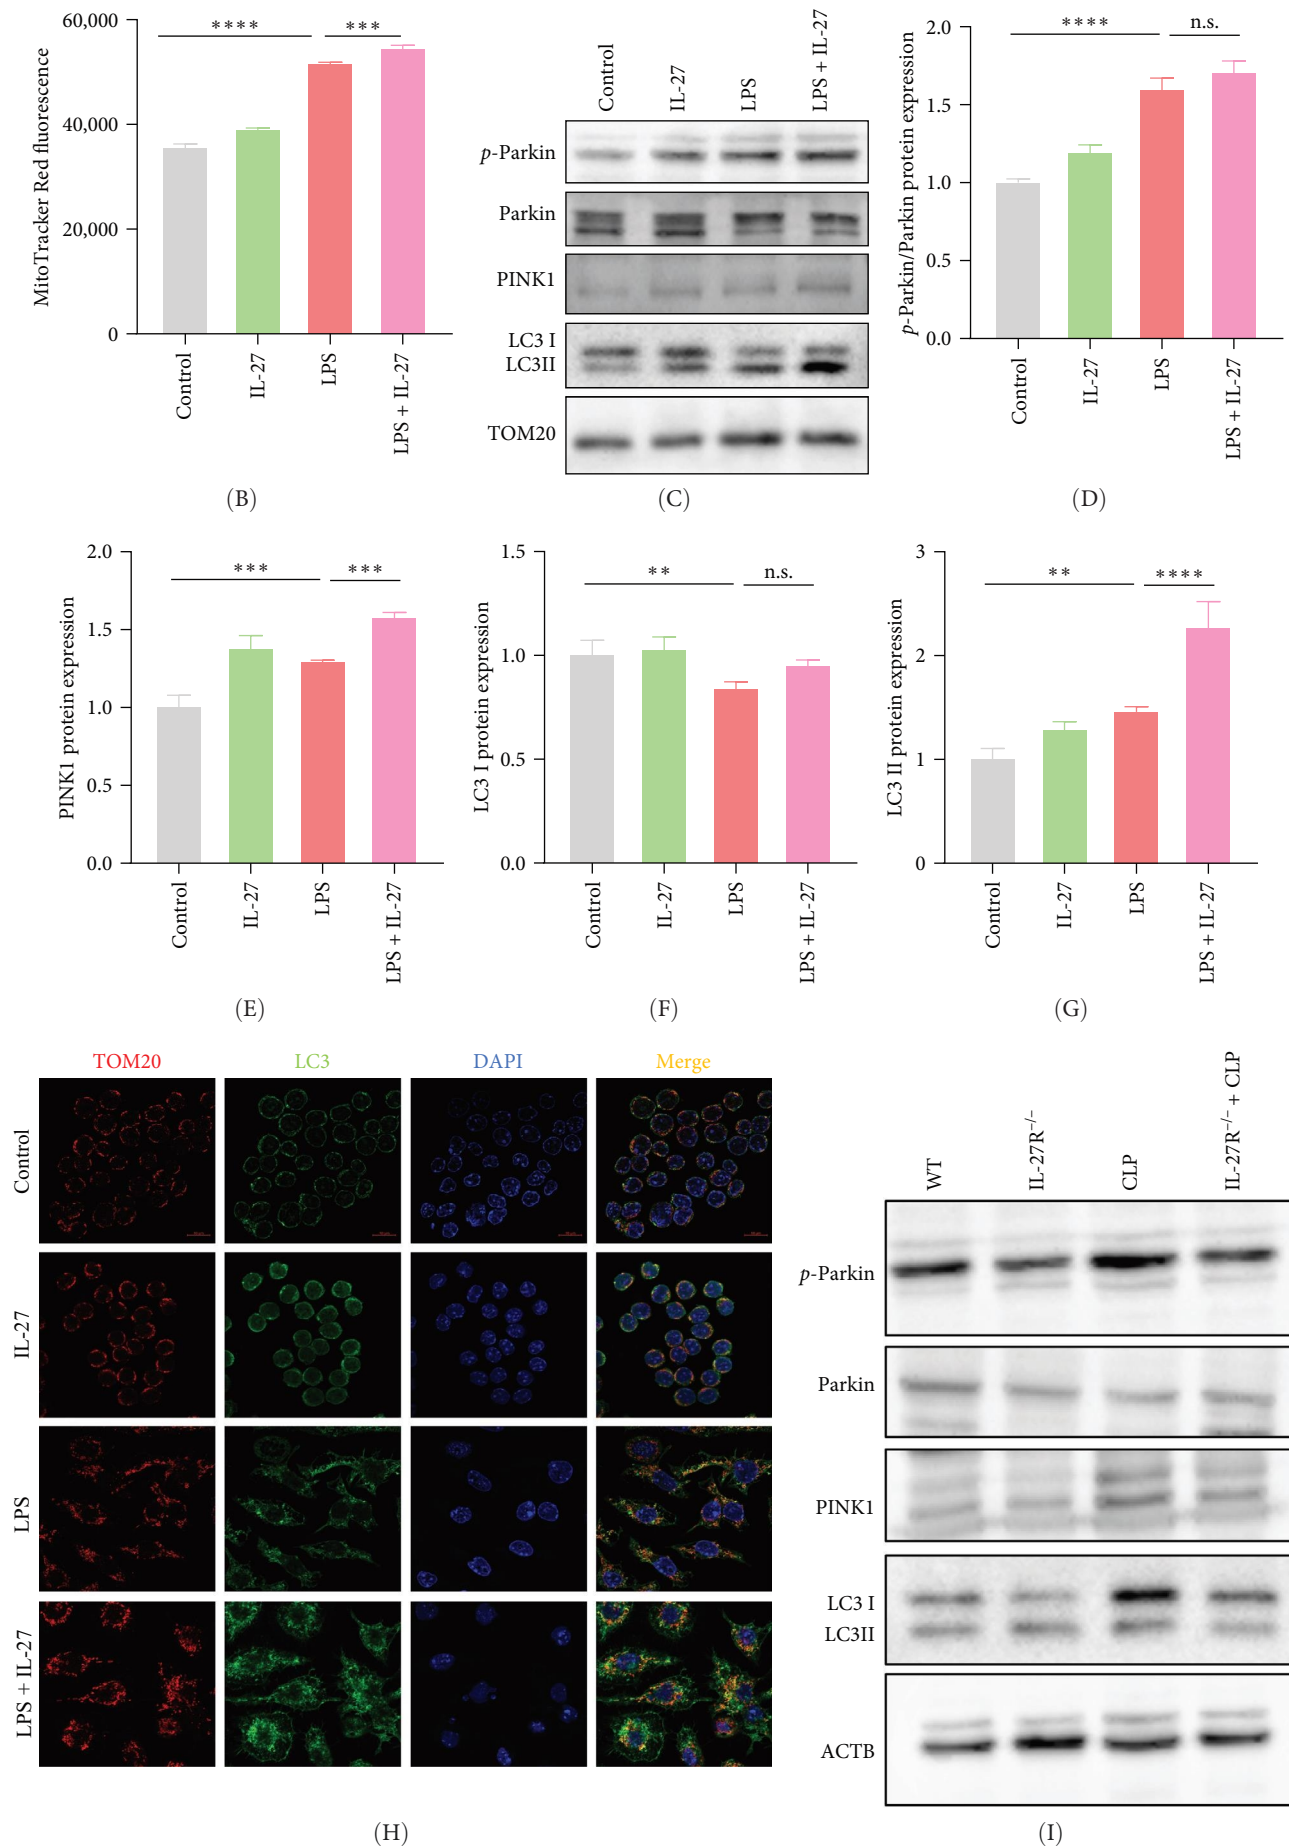 60,000
40,000
20,000
0
MitoTracker Red fluorescence
**** ***
Control
IL-27
LPS
LPS + IL-27
(B)
Control
IL-27
LPS
LPS + IL-27
p-Parkin
Parkin
PINK1
LC3 I
LC3II
TOM20
(C)
2.0
1.5
1.0
0.5
0.0
p-Parkin/Parkin protein expression
**** n.s.
Control
IL-27
LPS
LPS + IL-27
(D)
2.0
1.5
1.0
0.5
0.0
PINK1 protein expression
*** ***
Control
IL-27
LPS
LPS + IL-27
(E)
1.5
1.0
0.5
0.0
LC3 I protein expression
** n.s.
Control
IL-27
LPS
LPS + IL-27
(F)
3
2
1
0
LC3 II protein expression
** ****
Control
IL-27
LPS
LPS + IL-27
(G)
TOM20 LC3 DAPI Merge
Control
IL-27
LPS
LPS + IL-27
(H)
WT
IL-27R−/−
CLP
IL-27R−/− + CLP
p-Parkin
Parkin
PINK1
LC3 I
LC3II
ACTB
(I)